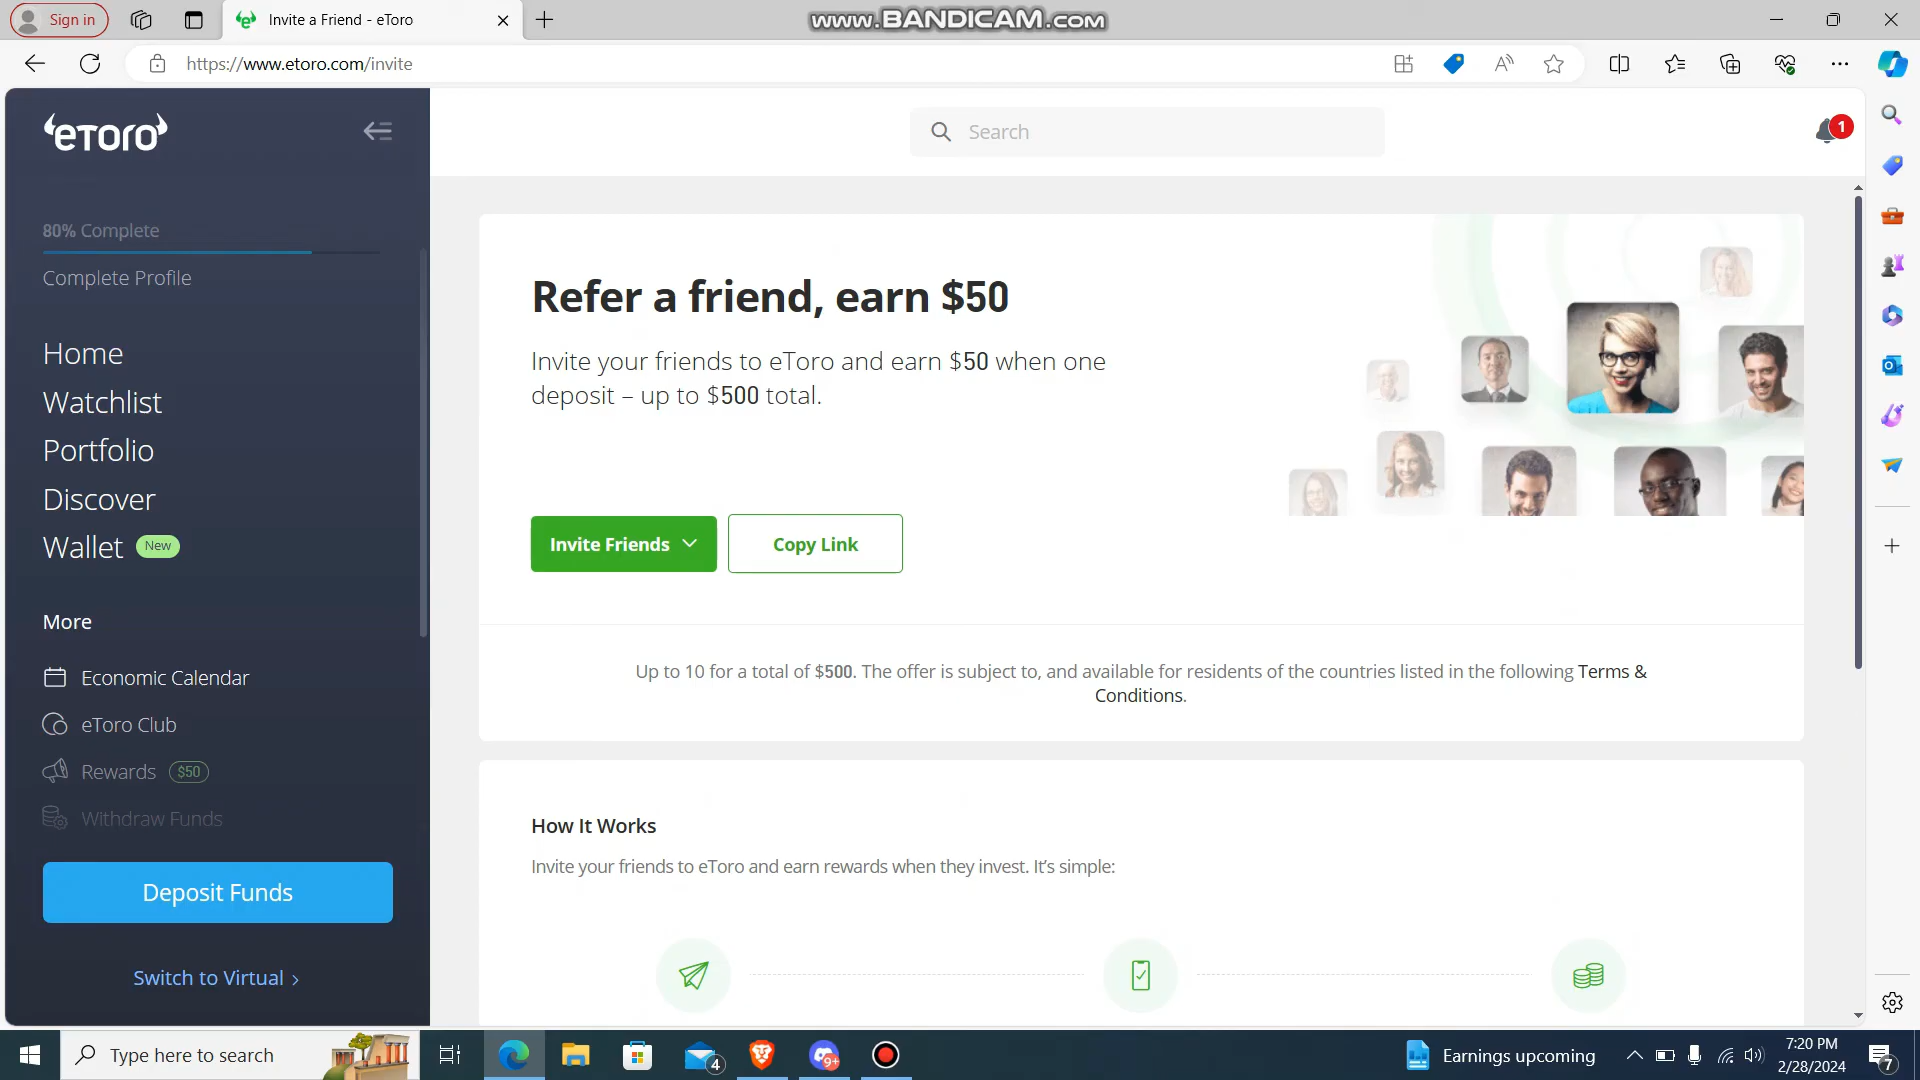 Sign in
Invite a Friend - eToro
www.BANDICAM.com
https://www.etoro.com/invite
eToro
Search
1
80% Complete
Complete Profile
Home
Watchlist
Portfolio
Discover
Wallet New
More
Economic Calendar
eToro Club
Rewards $50
Withdraw Funds
Deposit Funds
Switch to Virtual >
Refer a friend, earn $50
Invite your friends to eToro and earn $50 when one
deposit – up to $500 total.
Invite Friends
Copy Link
Up to 10 for a total of $500. The offer is subject to, and available for residents of the countries listed in the following Terms &
Conditions.
How It Works
Invite your friends to eToro and earn rewards when they invest. It’s simple:
Type here to search
4
9+
Earnings upcoming
7:20 PM
2/28/2024
7